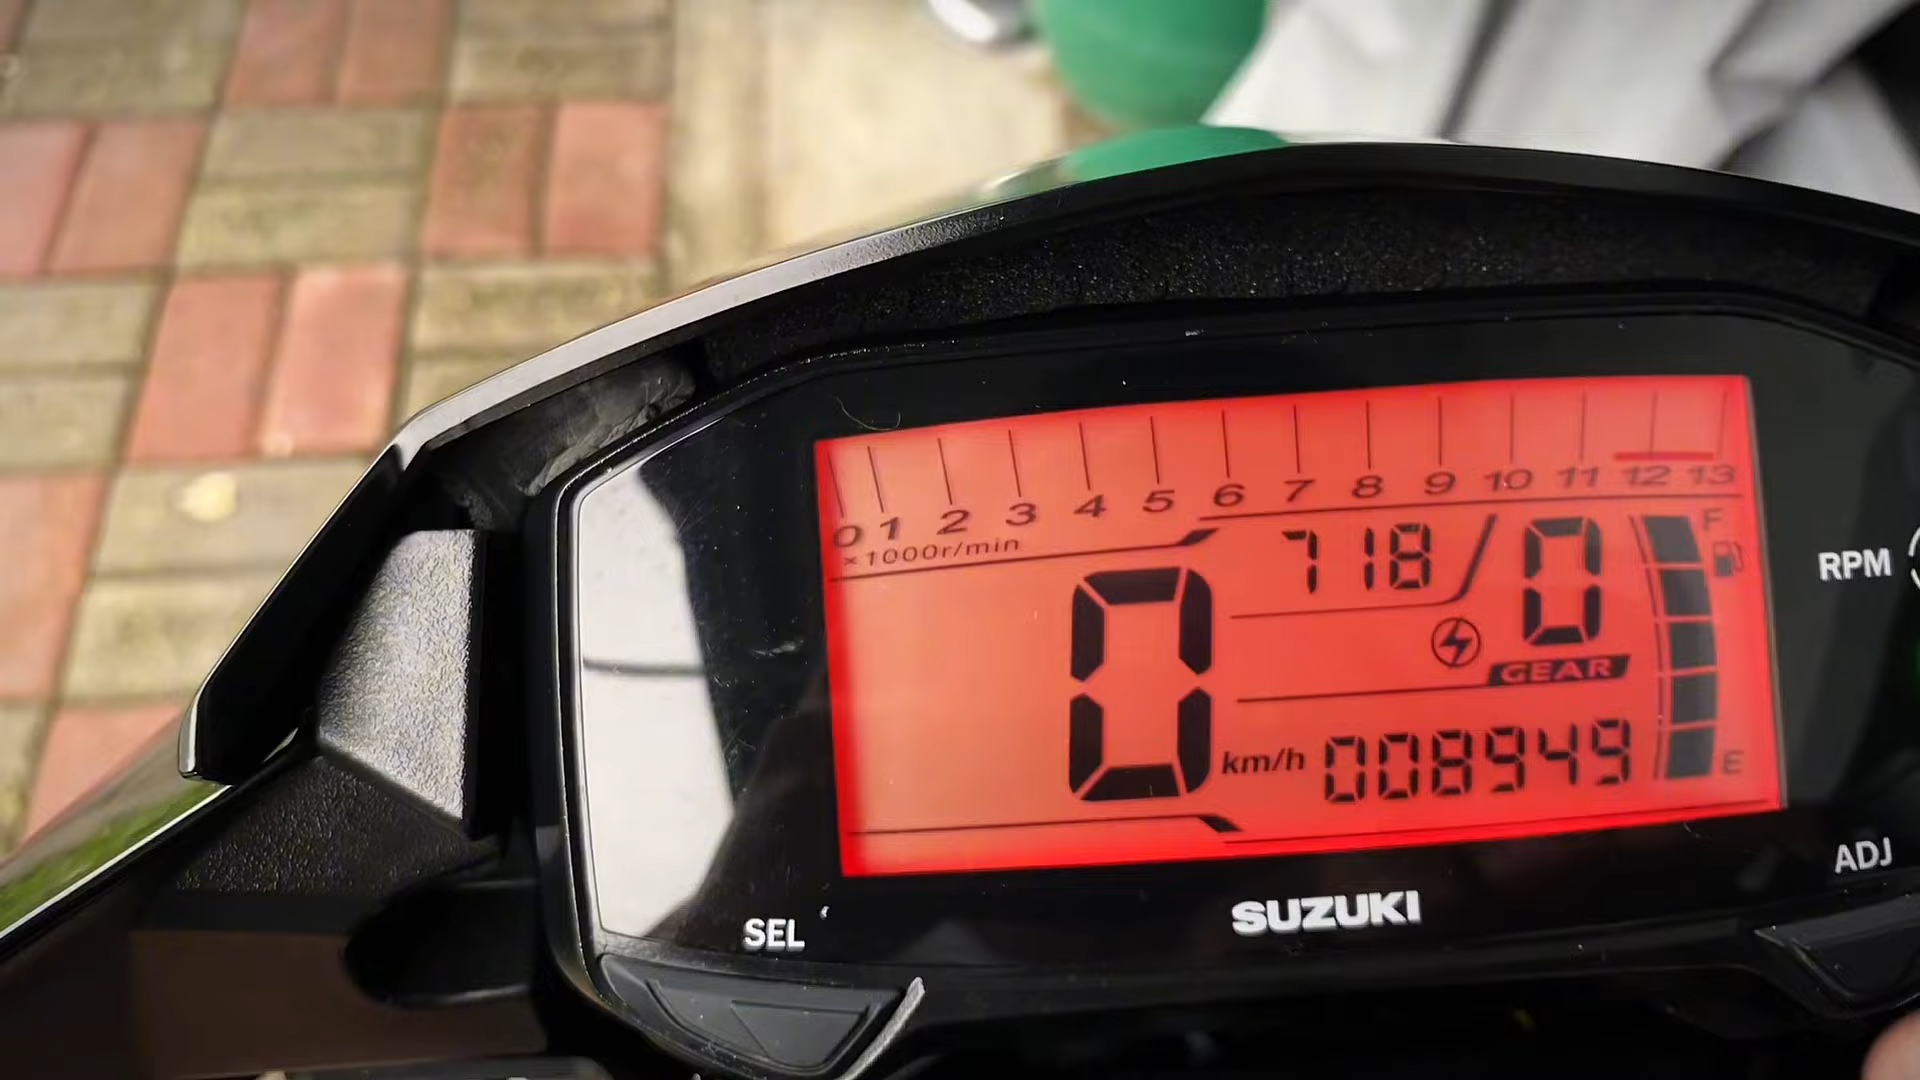 0 1 2 3 4 5 6 7 8 9 10 11 12 13
×1000r/min
718
0
F
RPM
GEAR
0 km/h
008949
E
ADJ
SEL
SUZUKI